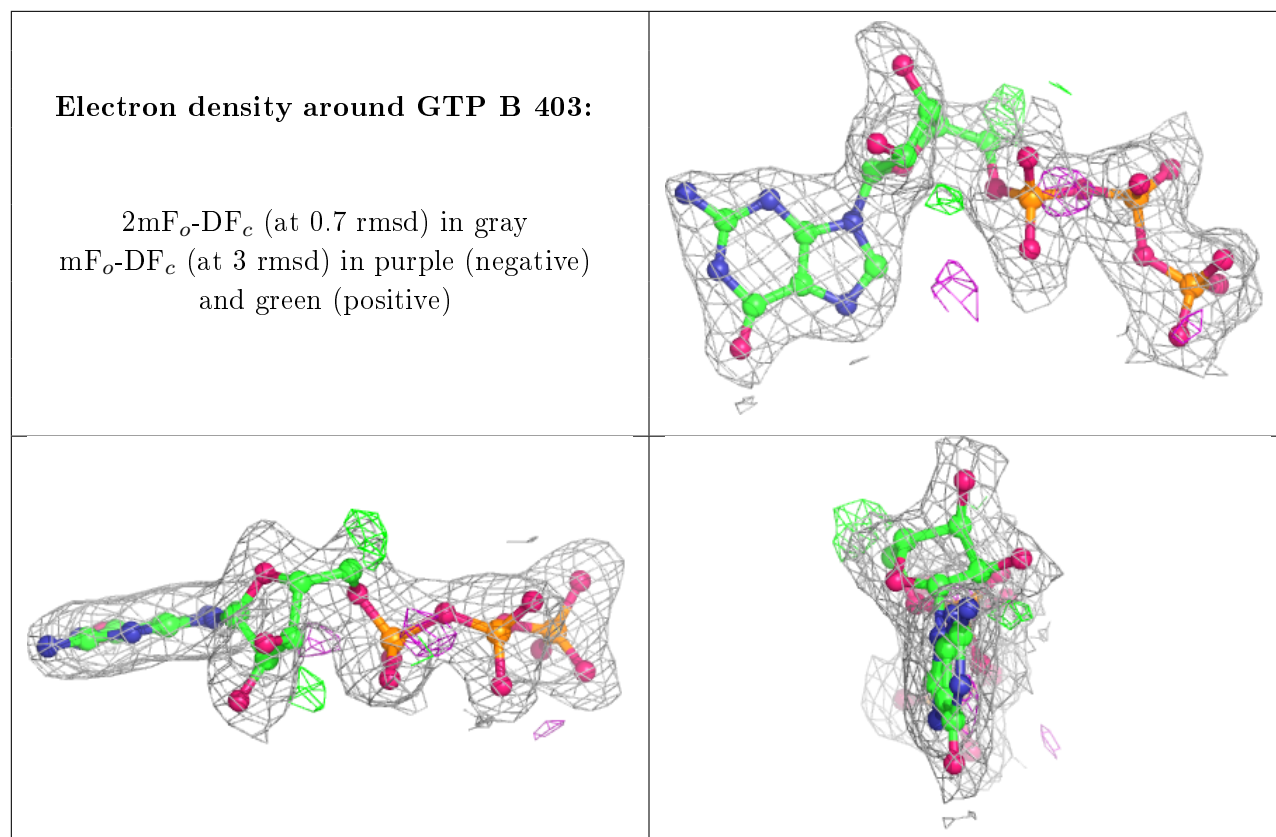 Electron density around GTP B 403:
2mFₒ-DF𝒸 (at 0.7 rmsd) in gray
mFₒ-DF𝒸 (at 3 rmsd) in purple (negative)
and green (positive)